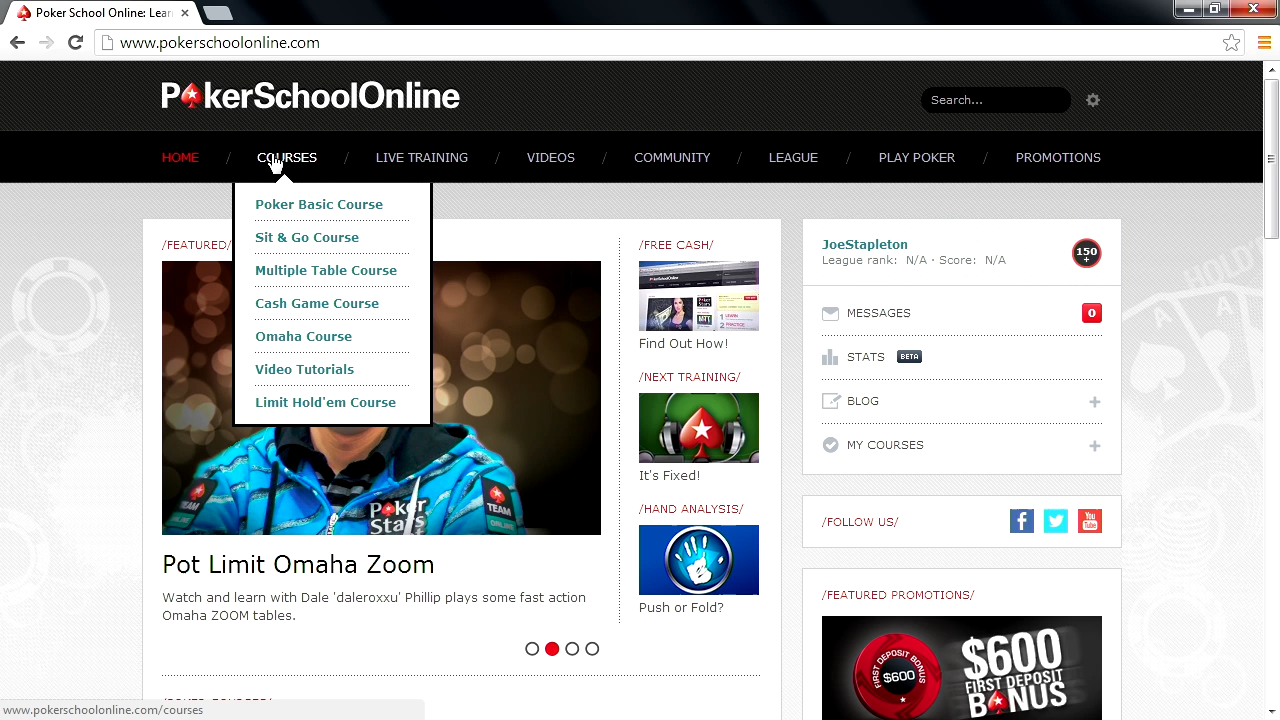 Poker School Online: Lear
www.pokerschoolonline.com
PokerSchoolOnline
Search...
HOME / COURSES / LIVE TRAINING / VIDEOS / COMMUNITY / LEAGUE / PLAY POKER / PROMOTIONS
Poker Basic Course
Sit & Go Course
Multiple Table Course
Cash Game Course
Omaha Course
Video Tutorials
Limit Hold'em Course
/FEATURED/
PokerStars
TEAM
TEAM
ONLINE
Pot Limit Omaha Zoom
Watch and learn with Dale 'daleroxxu' Phillip plays some fast action
Omaha ZOOM tables.
/FREE CASH/
Find Out How!
/NEXT TRAINING/
It's Fixed!
/HAND ANALYSIS/
Push or Fold?
JoeStapleton
League rank: N/A · Score: N/A
150
+
MESSAGES
0
STATS BETA
BLOG
MY COURSES
/FOLLOW US/
You Tube
/FEATURED PROMOTIONS/
FIRST DEPOSIT
$600
BONUS
$600
FIRST DEPOSIT
BONUS
www.pokerschoolonline.com/courses